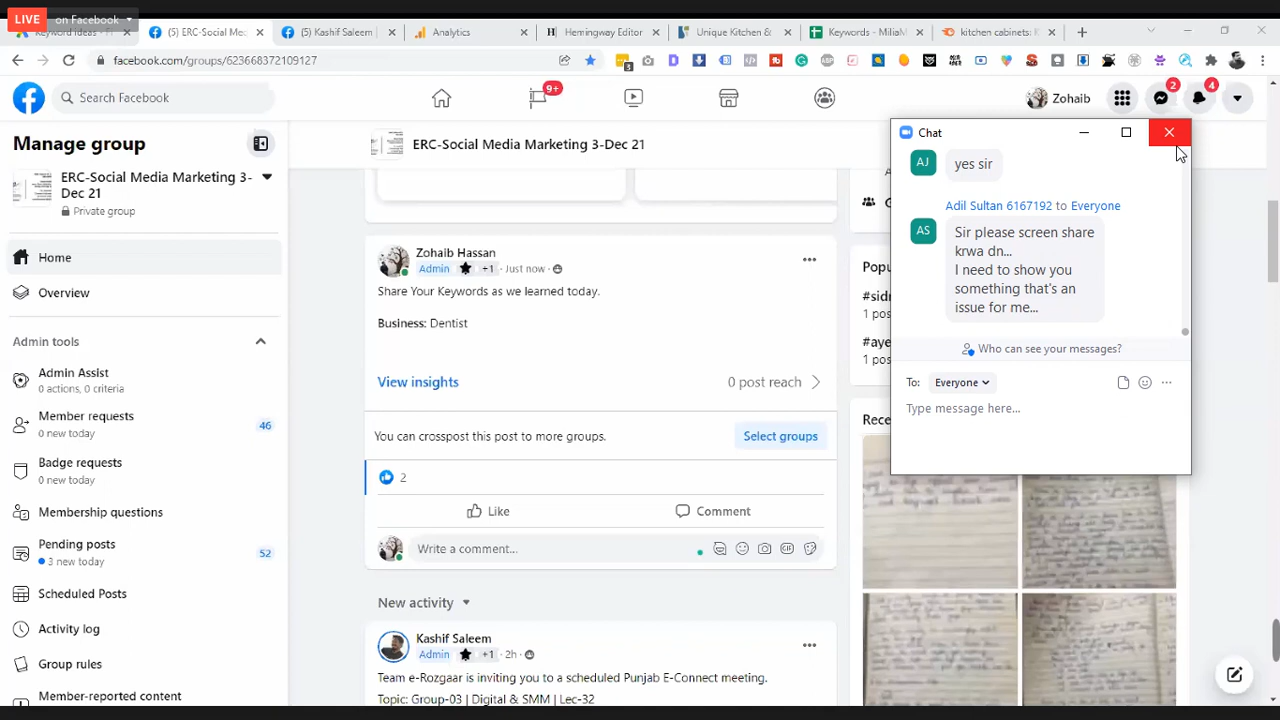 LIVE on Facebook
Keyword Ideas - F
(5) ERC-Social Me
(5) Kashif Saleem |
Analytics
Hemingway Editor
Unique Kitchen &
Keywords - MiliaM
kitchen cabinets: K
facebook.com/groups/623668372109127
3
Search Facebook
9+
Zohaib
2
4
Manage group
ERC-Social Media Marketing 3-
Dec 21
Private group
Home
Overview
Admin tools
Admin Assist
0 actions, 0 criteria
Member requests
0 new today
46
Badge requests
0 new today
Membership questions
Pending posts
3 new today
52
Scheduled Posts
Activity log
Group rules
Member-reported content
ERC-Social Media Marketing 3-Dec 21
Zohaib Hassan
Admin +1 · Just now ·
Share Your Keywords as we learned today.
Business: Dentist
View insights
0 post reach
You can crosspost this post to more groups.
Select groups
2
Like
Comment
Write a comment...
New activity
Kashif Saleem
Admin +1 · 2h ·
Team e-Rozgaar is inviting you to a scheduled Punjab E-Connect meeting.
Topic: Group-03 | Digital & SMM | Lec-32
Popu
#sidr
1 pos
#aye
1 pos
Rece
Chat
AJ
yes sir
Adil Sultan 6167192 to Everyone
AS
Sir please screen share
krwa dn...
I need to show you
something that's an
issue for me...
Who can see your messages?
To: Everyone
Type message here...